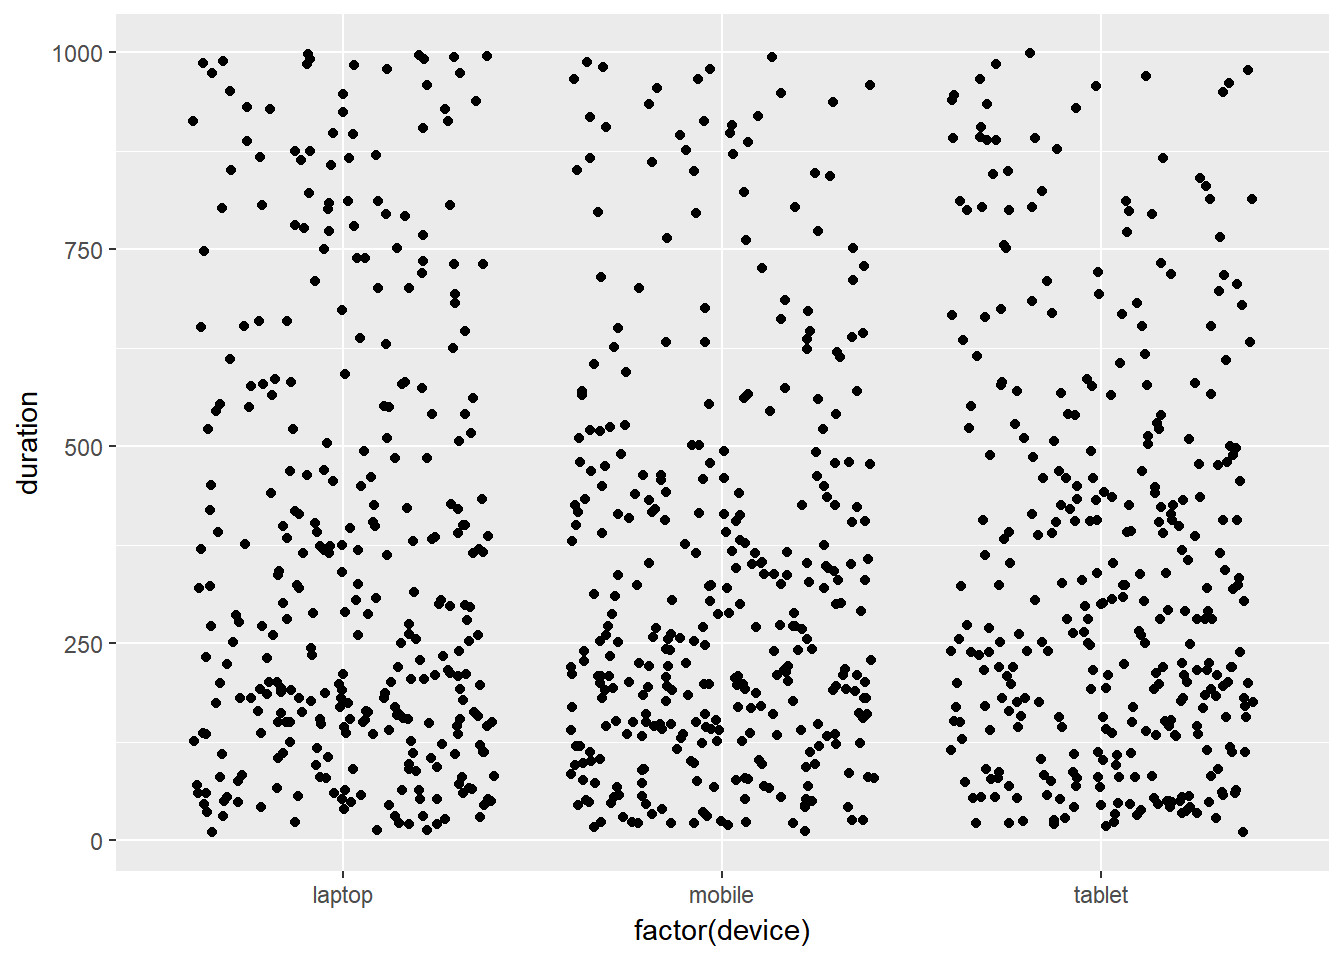 1000
750
500
250
0
duration
laptop
mobile
tablet
factor(device)